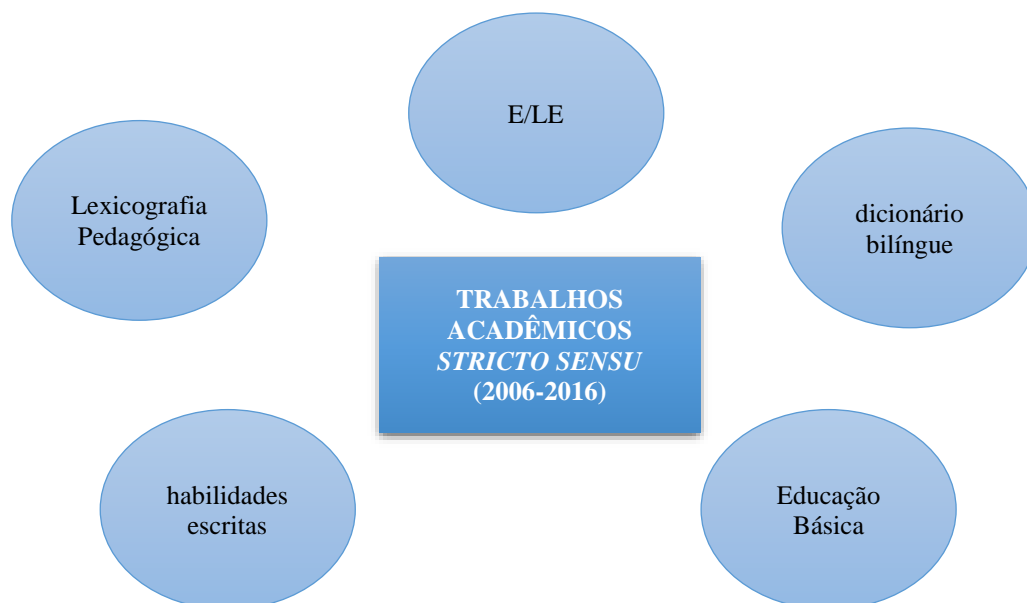 E/LE
Lexicografia
Pedagógica
dicionário
bilíngue
TRABALHOS
ACADÊMICOS
STRICTO SENSU
(2006-2016)
habilidades
escritas
Educação
Básica